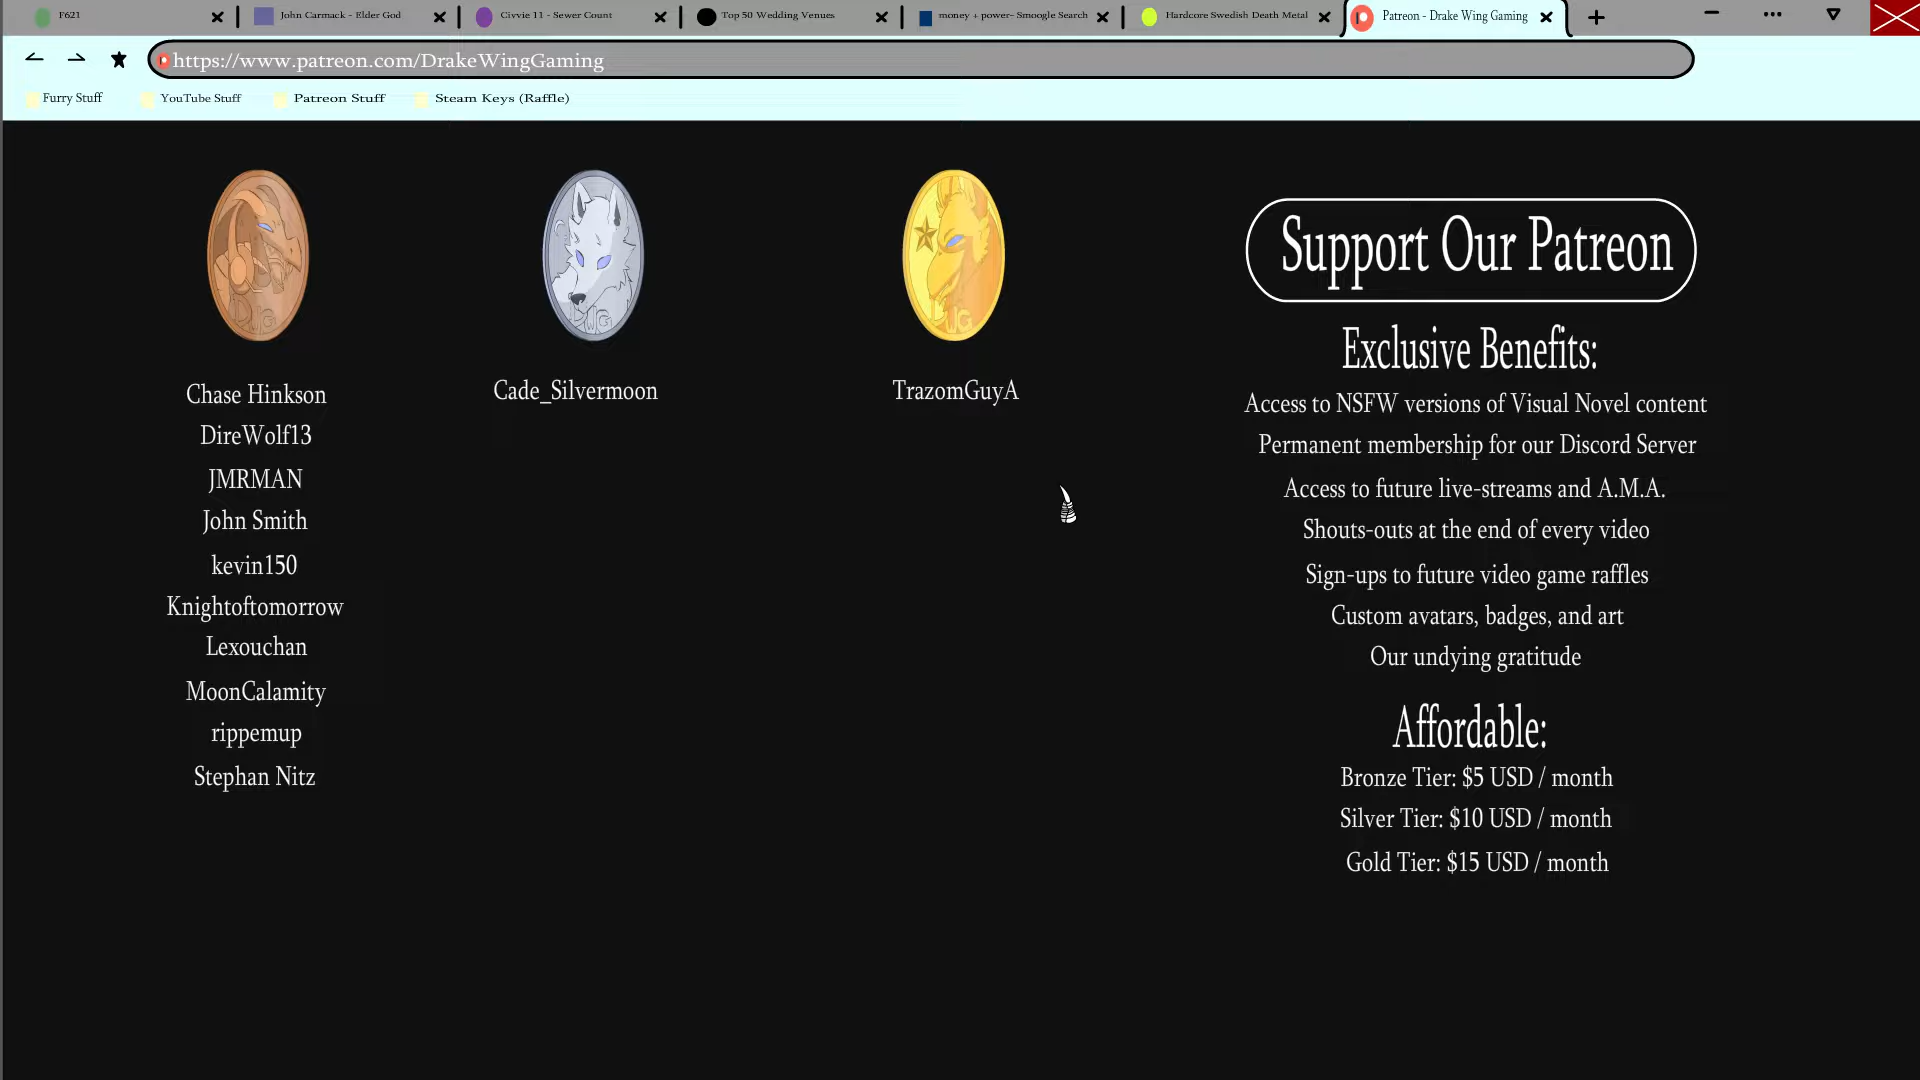 F621
John Carmack - Elder God
Civvie 11 - Sewer Count
Top 50 Wedding Venues
money + power- Smoogle Search
Hardcore Swedish Death Metal
Patreon - Drake Wing Gaming
https://www.patreon.com/DrakeWingGaming
Furry Stuff
YouTube Stuff
Patreon Stuff
Steam Keys (Raffle)
DWG
DWG
DWG
Chase Hinkson
DireWolf13
JMRMAN
John Smith
kevin150
Knightoftomorrow
Lexouchan
MoonCalamity
rippemup
Stephan Nitz
Cade_Silvermoon
TrazomGuyA
Support Our Patreon
Exclusive Benefits:
Access to NSFW versions of Visual Novel content
Permanent membership for our Discord Server
Access to future live-streams and A.M.A.
Shouts-outs at the end of every video
Sign-ups to future video game raffles
Custom avatars, badges, and art
Our undying gratitude
Affordable:
Bronze Tier: $5 USD / month
Silver Tier: $10 USD / month
Gold Tier: $15 USD / month